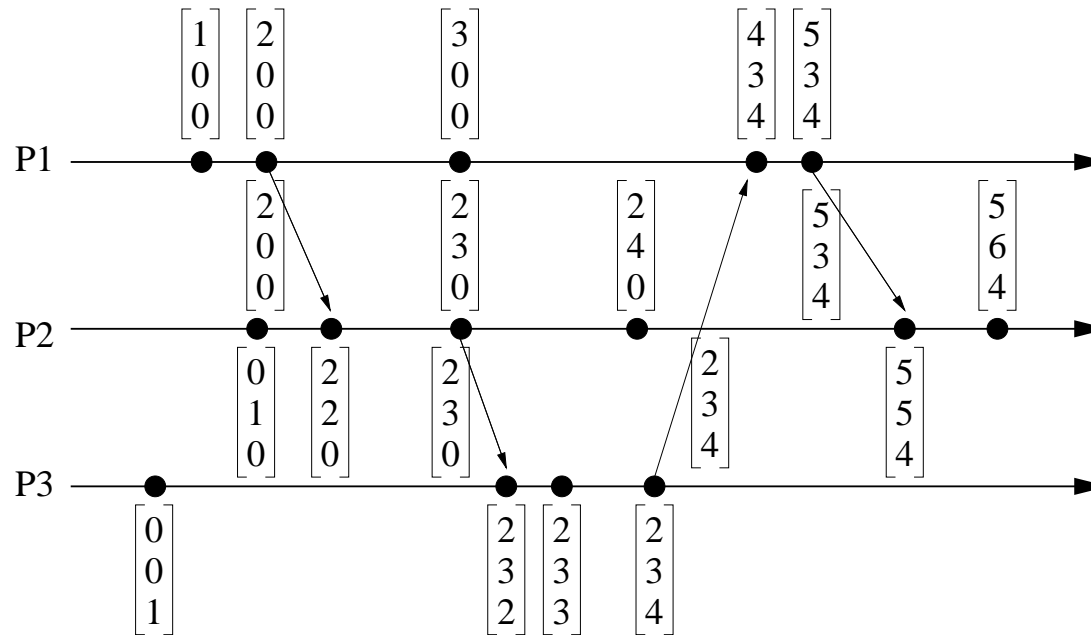 1 2 3 4 5
0 0 0 3 3
0 0 0 4 4
P1
2 2 2 5 5
0 3 4 3 6
0 0 0 4 4
P2
0 2 2 2 5
1 2 3 3 5
0 0 0 4 4
P3
0 2 2 2
0 3 3 3
1 2 3 4